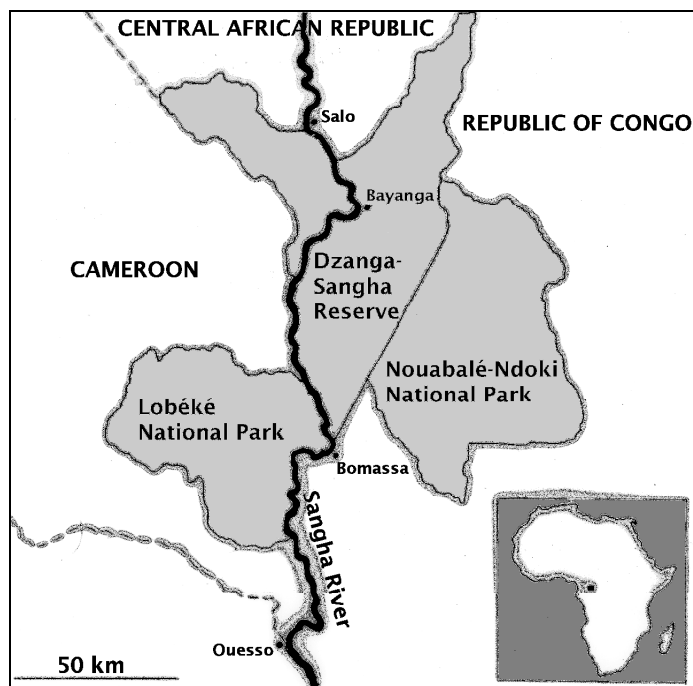 CENTRAL AFRICAN REPUBLIC
Salo
REPUBLIC OF CONGO
Bayanga
CAMEROON
Dzanga-
Sangha
Reserve
Nouabalé-Ndoki
National Park
Lobéké
National Park
Bomassa
Sangha River
Ouesso
50 km